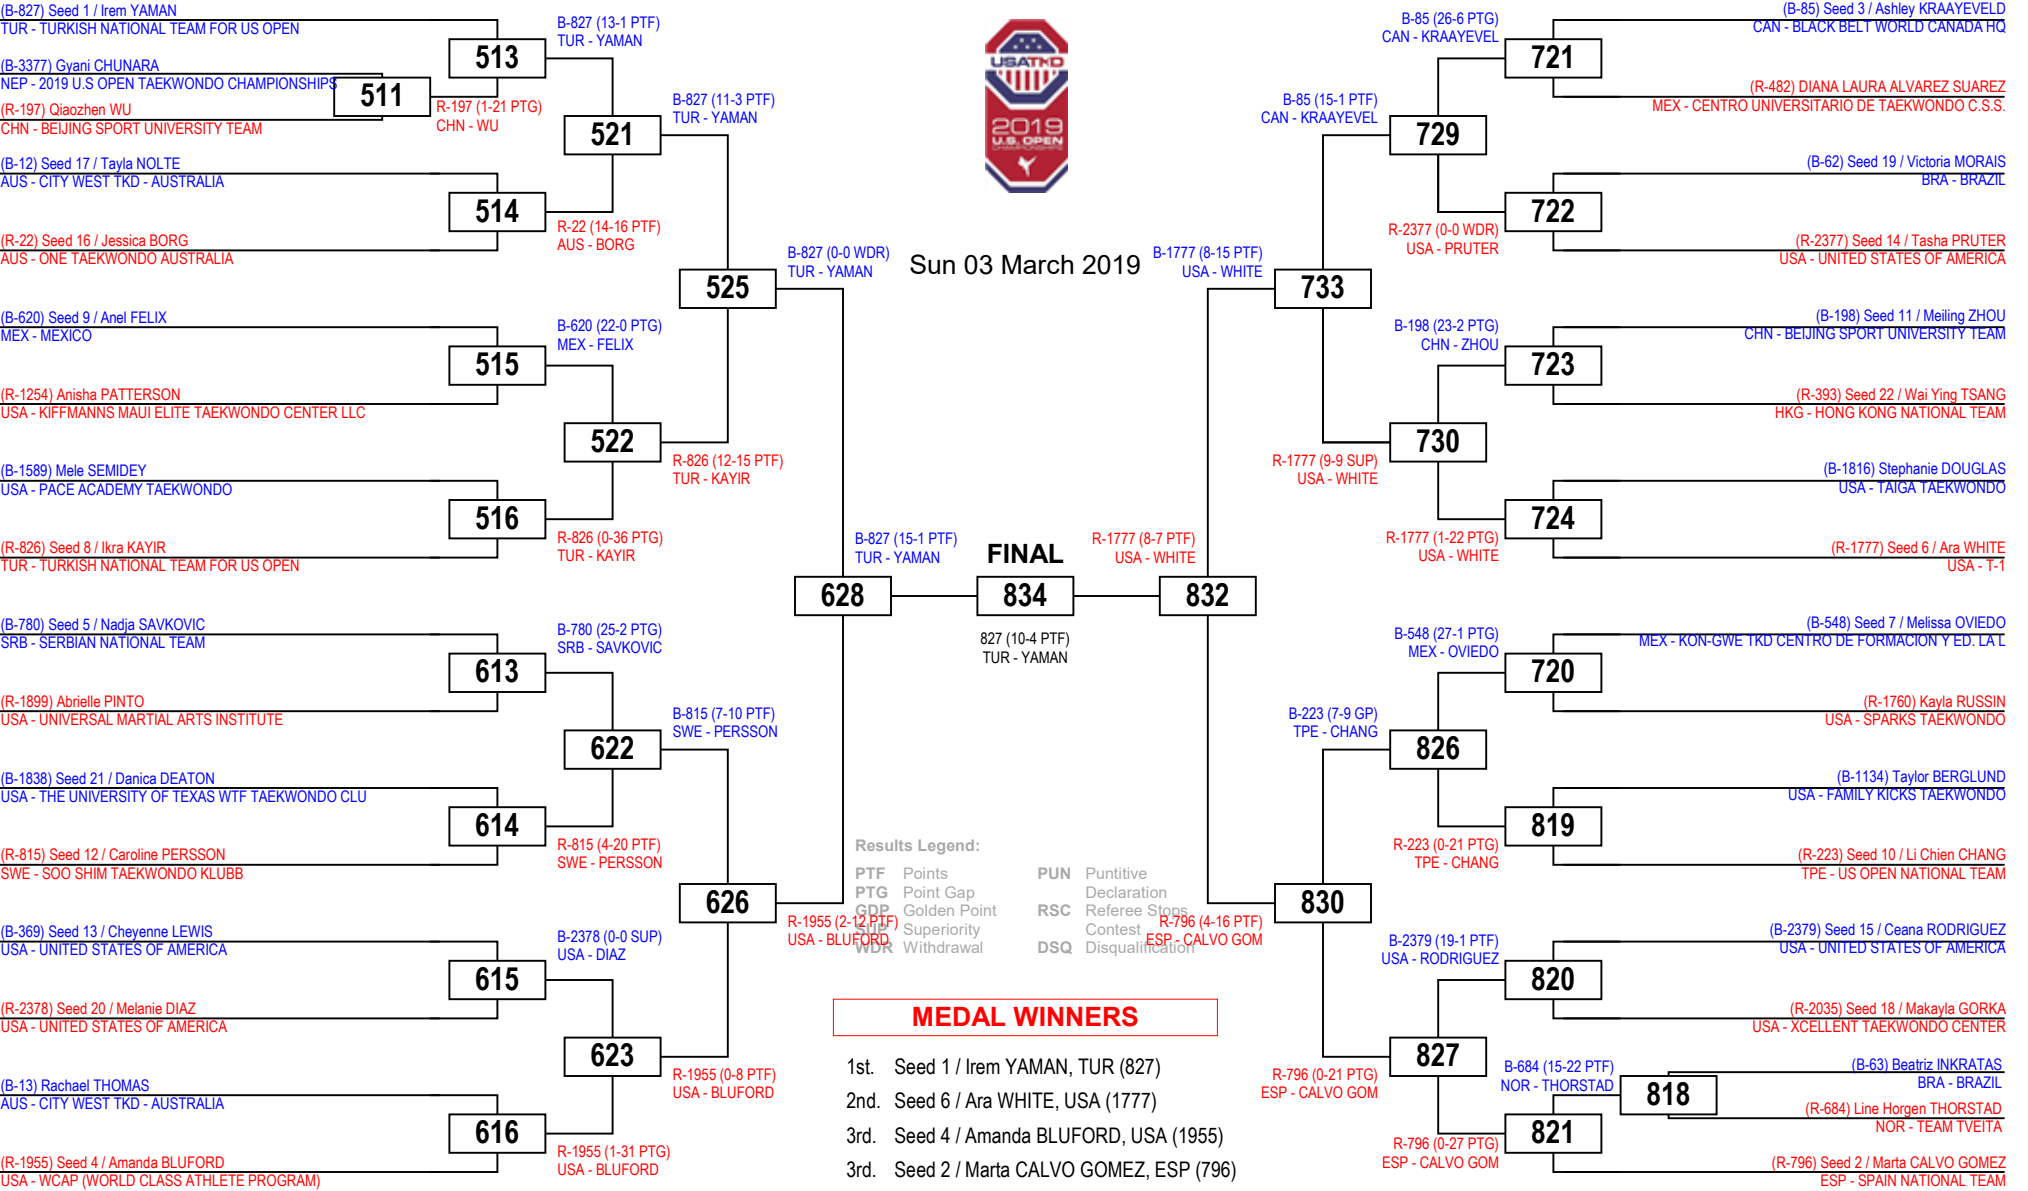 (B-827) Seed 1 / Irem YAMAN
TUR - TURKISH NATIONAL TEAM FOR US OPEN
(B-3377) Gyani CHUNARA
NEP - 2019 U.S OPEN TAEKWONDO CHAMPIONSHIPS
(R-197) Qiaozhen WU
CHN - BEIJING SPORT UNIVERSITY TEAM
(B-12) Seed 17 / Tayla NOLTE
AUS - CITY WEST TKD - AUSTRALIA
(R-22) Seed 16 / Jessica BORG
AUS - ONE TAEKWONDO AUSTRALIA
(B-620) Seed 9 / Anel FELIX
MEX - MEXICO
(R-1254) Anisha PATTERSON
USA - KIFFMANNS MAUI ELITE TAEKWONDO CENTER LLC
(B-1589) Mele SEMIDEY
USA - PACE ACADEMY TAEKWONDO
(R-826) Seed 8 / Ikra KAYIR
TUR - TURKISH NATIONAL TEAM FOR US OPEN
(B-780) Seed 5 / Nadja SAVKOVIC
SRB - SERBIAN NATIONAL TEAM
(R-1899) Abrielle PINTO
USA - UNIVERSAL MARTIAL ARTS INSTITUTE
(B-1838) Seed 21 / Danica DEATON
USA - THE UNIVERSITY OF TEXAS WTF TAEKWONDO CLU
(R-815) Seed 12 / Caroline PERSSON
SWE - SOO SHIM TAEKWONDO KLUBB
(B-369) Seed 13 / Cheyenne LEWIS
USA - UNITED STATES OF AMERICA
(R-2378) Seed 20 / Melanie DIAZ
USA - UNITED STATES OF AMERICA
(B-13) Rachael THOMAS
AUS - CITY WEST TKD - AUSTRALIA
(R-1955) Seed 4 / Amanda BLUFORD
USA - WCAP (WORLD CLASS ATHLETE PROGRAM)
511
R-197 (1-21 PTG)
CHN - WU
513
B-827 (13-1 PTF)
TUR - YAMAN
514
R-22 (14-16 PTF)
AUS - BORG
515
B-620 (22-0 PTG)
MEX - FELIX
516
R-826 (0-36 PTG)
TUR - KAYIR
613
B-780 (25-2 PTG)
SRB - SAVKOVIC
614
R-815 (4-20 PTF)
SWE - PERSSON
615
B-2378 (0-0 SUP)
USA - DIAZ
616
R-1955 (1-31 PTG)
USA - BLUFORD
521
B-827 (11-3 PTF)
TUR - YAMAN
522
R-826 (12-15 PTF)
TUR - KAYIR
622
B-815 (7-10 PTF)
SWE - PERSSON
623
R-1955 (0-8 PTF)
USA - BLUFORD
525
B-827 (0-0 WDR)
TUR - YAMAN
626
R-1955 (2-12 PTF)
USA - BLUFORD
628
B-827 (15-1 PTF)
TUR - YAMAN
USATKD
2019
U.S. OPEN
CHAMPIONSHIPS
Sun 03 March 2019
FINAL
834
827 (10-4 PTF)
TUR - YAMAN
R-1777 (8-7 PTF)
USA - WHITE
832
B-1777 (8-15 PTF)
USA - WHITE
733
R-796 (4-16 PTF)
ESP - CALVO GOM
830
B-85 (15-1 PTF)
CAN - KRAAYEVEL
729
R-1777 (9-9 SUP)
USA - WHITE
730
B-223 (7-9 GP)
TPE - CHANG
826
R-796 (0-21 PTG)
ESP - CALVO GOM
827
B-85 (26-6 PTG)
CAN - KRAAYEVEL
721
R-2377 (0-0 WDR)
USA - PRUTER
722
B-198 (23-2 PTG)
CHN - ZHOU
723
R-1777 (1-22 PTG)
USA - WHITE
724
B-548 (27-1 PTG)
MEX - OVIEDO
720
R-223 (0-21 PTG)
TPE - CHANG
819
B-2379 (19-1 PTF)
USA - RODRIGUEZ
820
R-796 (0-27 PTG)
ESP - CALVO GOM
821
B-684 (15-22 PTF)
NOR - THORSTAD
818
(B-85) Seed 3 / Ashley KRAAYEVELD
CAN - BLACK BELT WORLD CANADA HQ
(R-482) DIANA LAURA ALVAREZ SUAREZ
MEX - CENTRO UNIVERSITARIO DE TAEKWONDO C.S.S.
(B-62) Seed 19 / Victoria MORAIS
BRA - BRAZIL
(R-2377) Seed 14 / Tasha PRUTER
USA - UNITED STATES OF AMERICA
(B-198) Seed 11 / Meiling ZHOU
CHN - BEIJING SPORT UNIVERSITY TEAM
(R-393) Seed 22 / Wai Ying TSANG
HKG - HONG KONG NATIONAL TEAM
(B-1816) Stephanie DOUGLAS
USA - TAIGA TAEKWONDO
(R-1777) Seed 6 / Ara WHITE
USA - T-1
(B-548) Seed 7 / Melissa OVIEDO
MEX - KON-GWE TKD CENTRO DE FORMACION Y ED. LA L
(R-1760) Kayla RUSSIN
USA - SPARKS TAEKWONDO
(B-1134) Taylor BERGLUND
USA - FAMILY KICKS TAEKWONDO
(R-223) Seed 10 / Li Chien CHANG
TPE - US OPEN NATIONAL TEAM
(B-2379) Seed 15 / Ceana RODRIGUEZ
USA - UNITED STATES OF AMERICA
(R-2035) Seed 18 / Makayla GORKA
USA - XCELLENT TAEKWONDO CENTER
(B-63) Beatriz INKRATAS
BRA - BRAZIL
(R-684) Line Horgen THORSTAD
NOR - TEAM TVEITA
(R-796) Seed 2 / Marta CALVO GOMEZ
ESP - SPAIN NATIONAL TEAM
Results Legend:
PTF Points
PTG Point Gap
GDP Golden Point
SUP Superiority
WDR Withdrawal
PUN Puntitive
Declaration
RSC Referee Stops
Contest
DSQ Disqualification
MEDAL WINNERS
1st. Seed 1 / Irem YAMAN, TUR (827)
2nd. Seed 6 / Ara WHITE, USA (1777)
3rd. Seed 4 / Amanda BLUFORD, USA (1955)
3rd. Seed 2 / Marta CALVO GOMEZ, ESP (796)